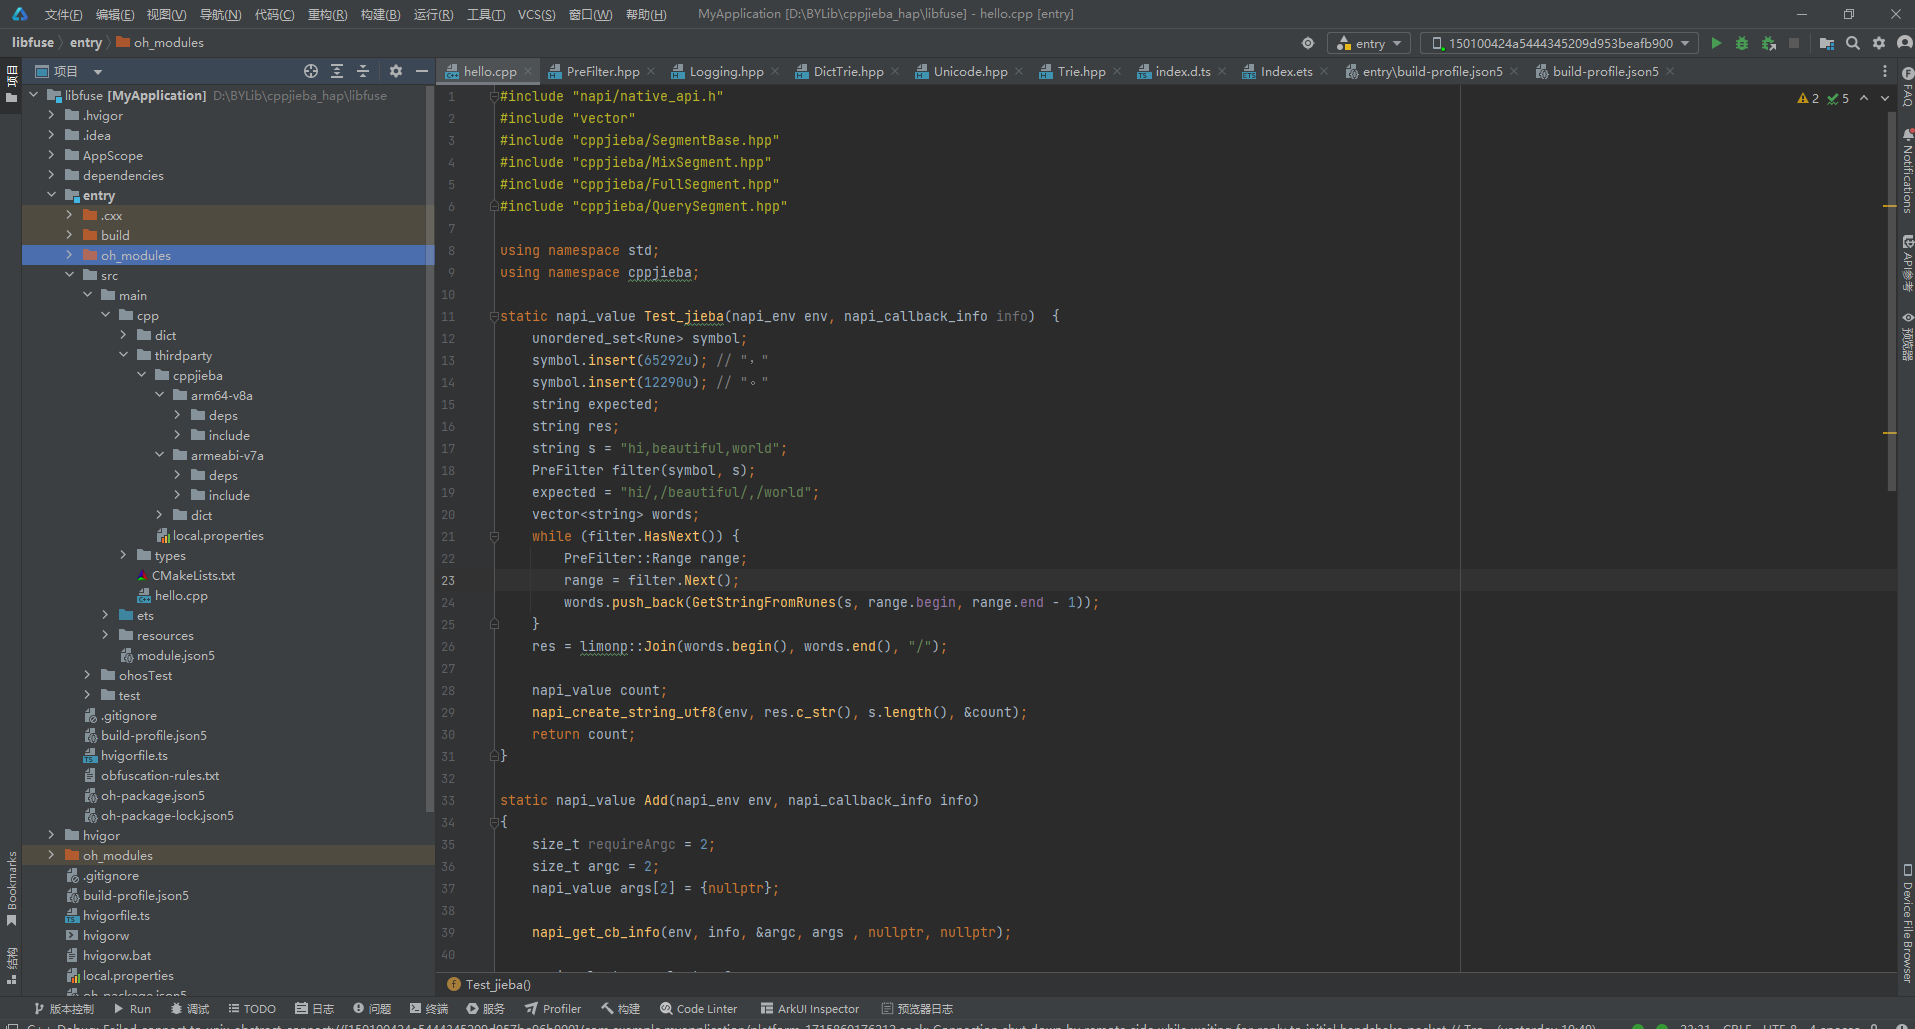 文件(F) 编辑(E) 视图(V) 导航(N) 代码(C) 重构(R) 构建(B) 运行(R) 工具(T) VCS(S) 窗口(W) 帮助(H) MyApplication [D:\BYLib\cppjieba_hap\libfuse] - hello.cpp [entry]
libfuse entry oh_modules entry 150100424a5444345209d953beafb900
项目 hello.cpp PreFilter.hpp Logging.hpp DictTrie.hpp Unicode.hpp Trie.hpp index.d.ts Index.ets entry\build-profile.json5 build-profile.json5
项目
libfuse [MyApplication] D:\BYLib\cppjieba_hap\libfuse
.hvigor
.idea
AppScope
dependencies
entry
.cxx
build
oh_modules
src
main
cpp
dict
thirdparty
cppjieba
arm64-v8a
deps
include
armeabi-v7a
deps
include
dict
local.properties
types
CMakeLists.txt
hello.cpp
ets
resources
module.json5
ohosTest
test
.gitignore
build-profile.json5
hvigorfile.ts
obfuscation-rules.txt
oh-package.json5
oh-package-lock.json5
hvigor
oh_modules
.gitignore
build-profile.json5
hvigorfile.ts
hvigorw
hvigorw.bat
local.properties
oh-package.json5
Bookmarks
结构
2 5
1 #include "napi/native_api.h"
2 #include "vector"
3 #include "cppjieba/SegmentBase.hpp"
4 #include "cppjieba/MixSegment.hpp"
5 #include "cppjieba/FullSegment.hpp"
6 #include "cppjieba/QuerySegment.hpp"
7
8 using namespace std;
9 using namespace cppjieba;
10
11 static napi_value Test_jieba(napi_env env, napi_callback_info info)  {
12 unordered_set<Rune> symbol;
13 symbol.insert(65292u); // "，"
14 symbol.insert(12290u); // "。"
15 string expected;
16 string res;
17 string s = "hi,beautiful,world";
18 PreFilter filter(symbol, s);
19 expected = "hi/,/beautiful/,/world";
20 vector<string> words;
21 while (filter.HasNext()) {
22 PreFilter::Range range;
23 range = filter.Next();
24 words.push_back(GetStringFromRunes(s, range.begin, range.end - 1));
25 }
26 res = limonp::Join(words.begin(), words.end(), "/");
27
28 napi_value count;
29 napi_create_string_utf8(env, res.c_str(), s.length(), &count);
30 return count;
31 }
32
33 static napi_value Add(napi_env env, napi_callback_info info)
34 {
35 size_t requireArgc = 2;
36 size_t argc = 2;
37 napi_value args[2] = {nullptr};
38
39 napi_get_cb_info(env, info, &argc, args , nullptr, nullptr);
40
f Test_jieba()
FAQ
Notifications
API参考
预览器
Device File Browser
版本控制 Run 调试 TODO 日志 问题 终端 服务 Profiler 构建 Code Linter ArkUI Inspector 预览器日志